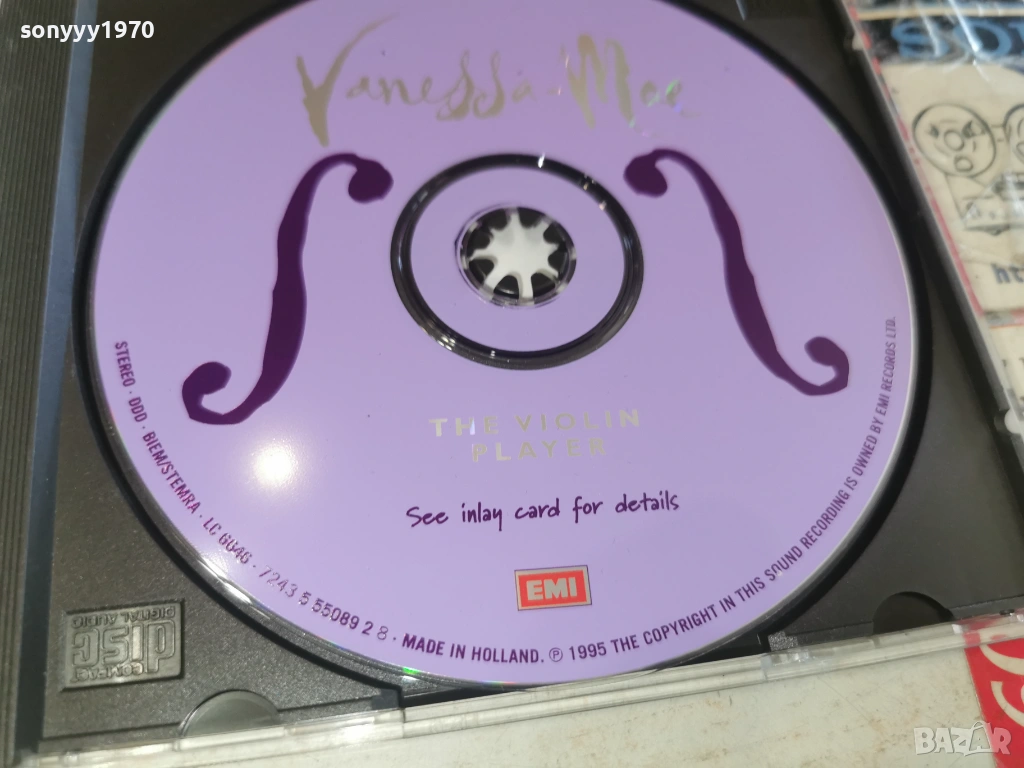 sonyyy1970
Vanessa-Mae
THE VIOLIN
PLAYER
See inlay card for details
EMI
STEREO · DDD · BIEM/STEMRA · LC 6646 · 7243 5 55089 2 8 · MADE IN HOLLAND. ℗ 1995 THE COPYRIGHT IN THIS SOUND RECORDING IS OWNED BY EMI RECORDS LTD.
COMPACT
disc
DIGITAL AUDIO
BAZAR